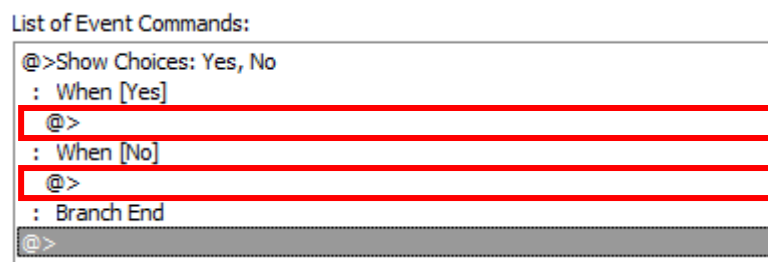 List of Event Commands:
@>Show Choices: Yes, No
: When [Yes]
@>
: When [No]
@>
: Branch End
@>